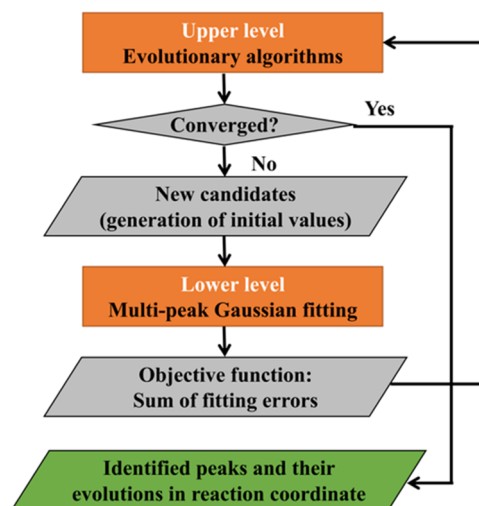 Upper level
Evolutionary algorithms
Converged?
Yes
No
New candidates
(generation of initial values)
Lower level
Multi-peak Gaussian fitting
Objective function:
Sum of fitting errors
Identified peaks and their
evolutions in reaction coordinate